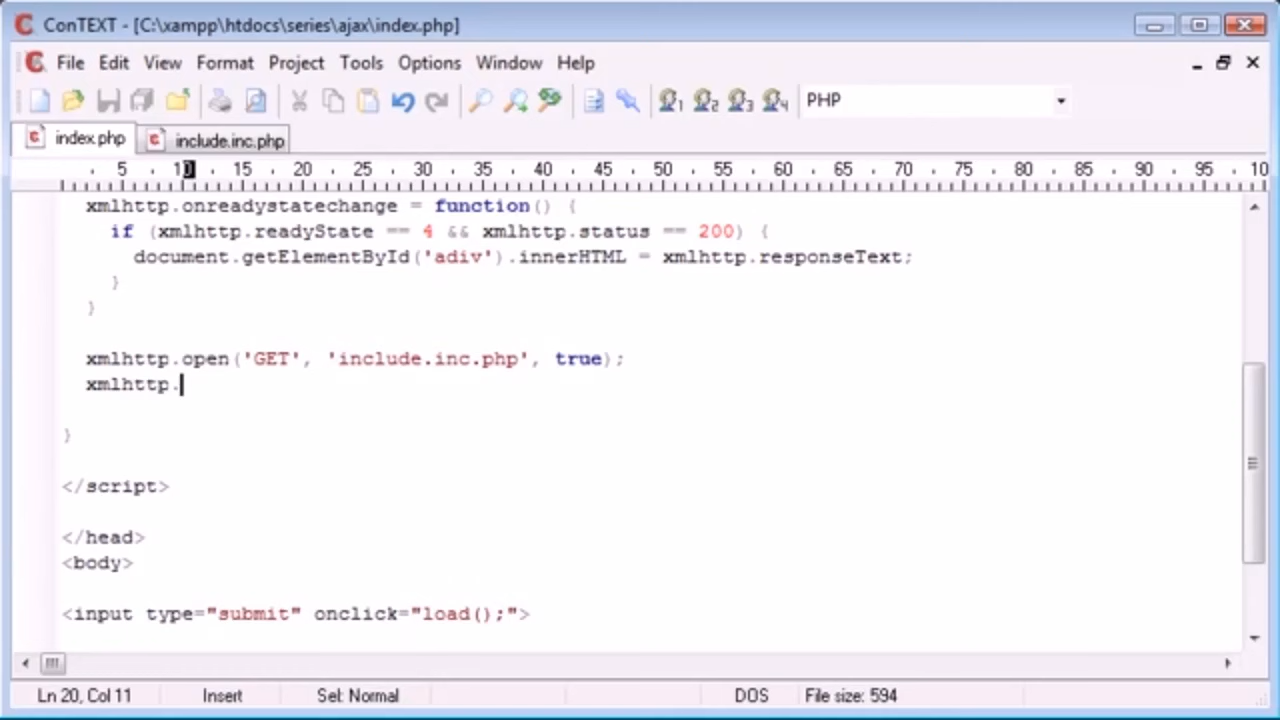 ConTEXT - [C:\xampp\htdocs\series\ajax\index.php]
File Edit View Format Project Tools Options Window Help
1 2 3 4 PHP
index.php include.inc.php
5 10 15 20 25 30 35 40 45 50 55 60 65 70 75 80 85 90 95 10
xmlhttp.onreadystatechange = function() {
if (xmlhttp.readyState == 4 && xmlhttp.status == 200) {
document.getElementById('adiv').innerHTML = xmlhttp.responseText;
}
}
xmlhttp.open('GET', 'include.inc.php', true);
xmlhttp.
}
</script>
</head>
<body>
<input type="submit" onclick="load();">
Ln 20, Col 11 Insert Sel: Normal DOS File size: 594